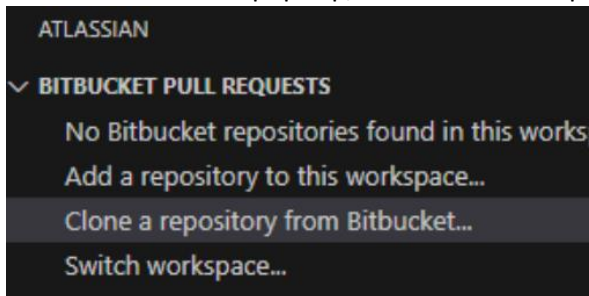 ATLASSIAN
BITBUCKET PULL REQUESTS
No Bitbucket repositories found in this works
Add a repository to this workspace...
Clone a repository from Bitbucket...
Switch workspace...